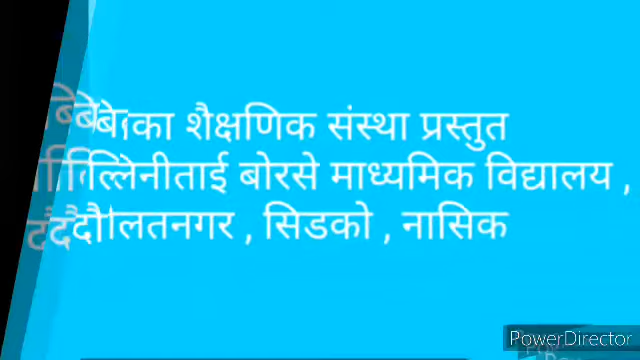 शैक्षणिक संस्था प्रस्तुत
बोरसे माध्यमिक विद्यालय ,
दौलतनगर , सिडको , नासिक
PowerDirector